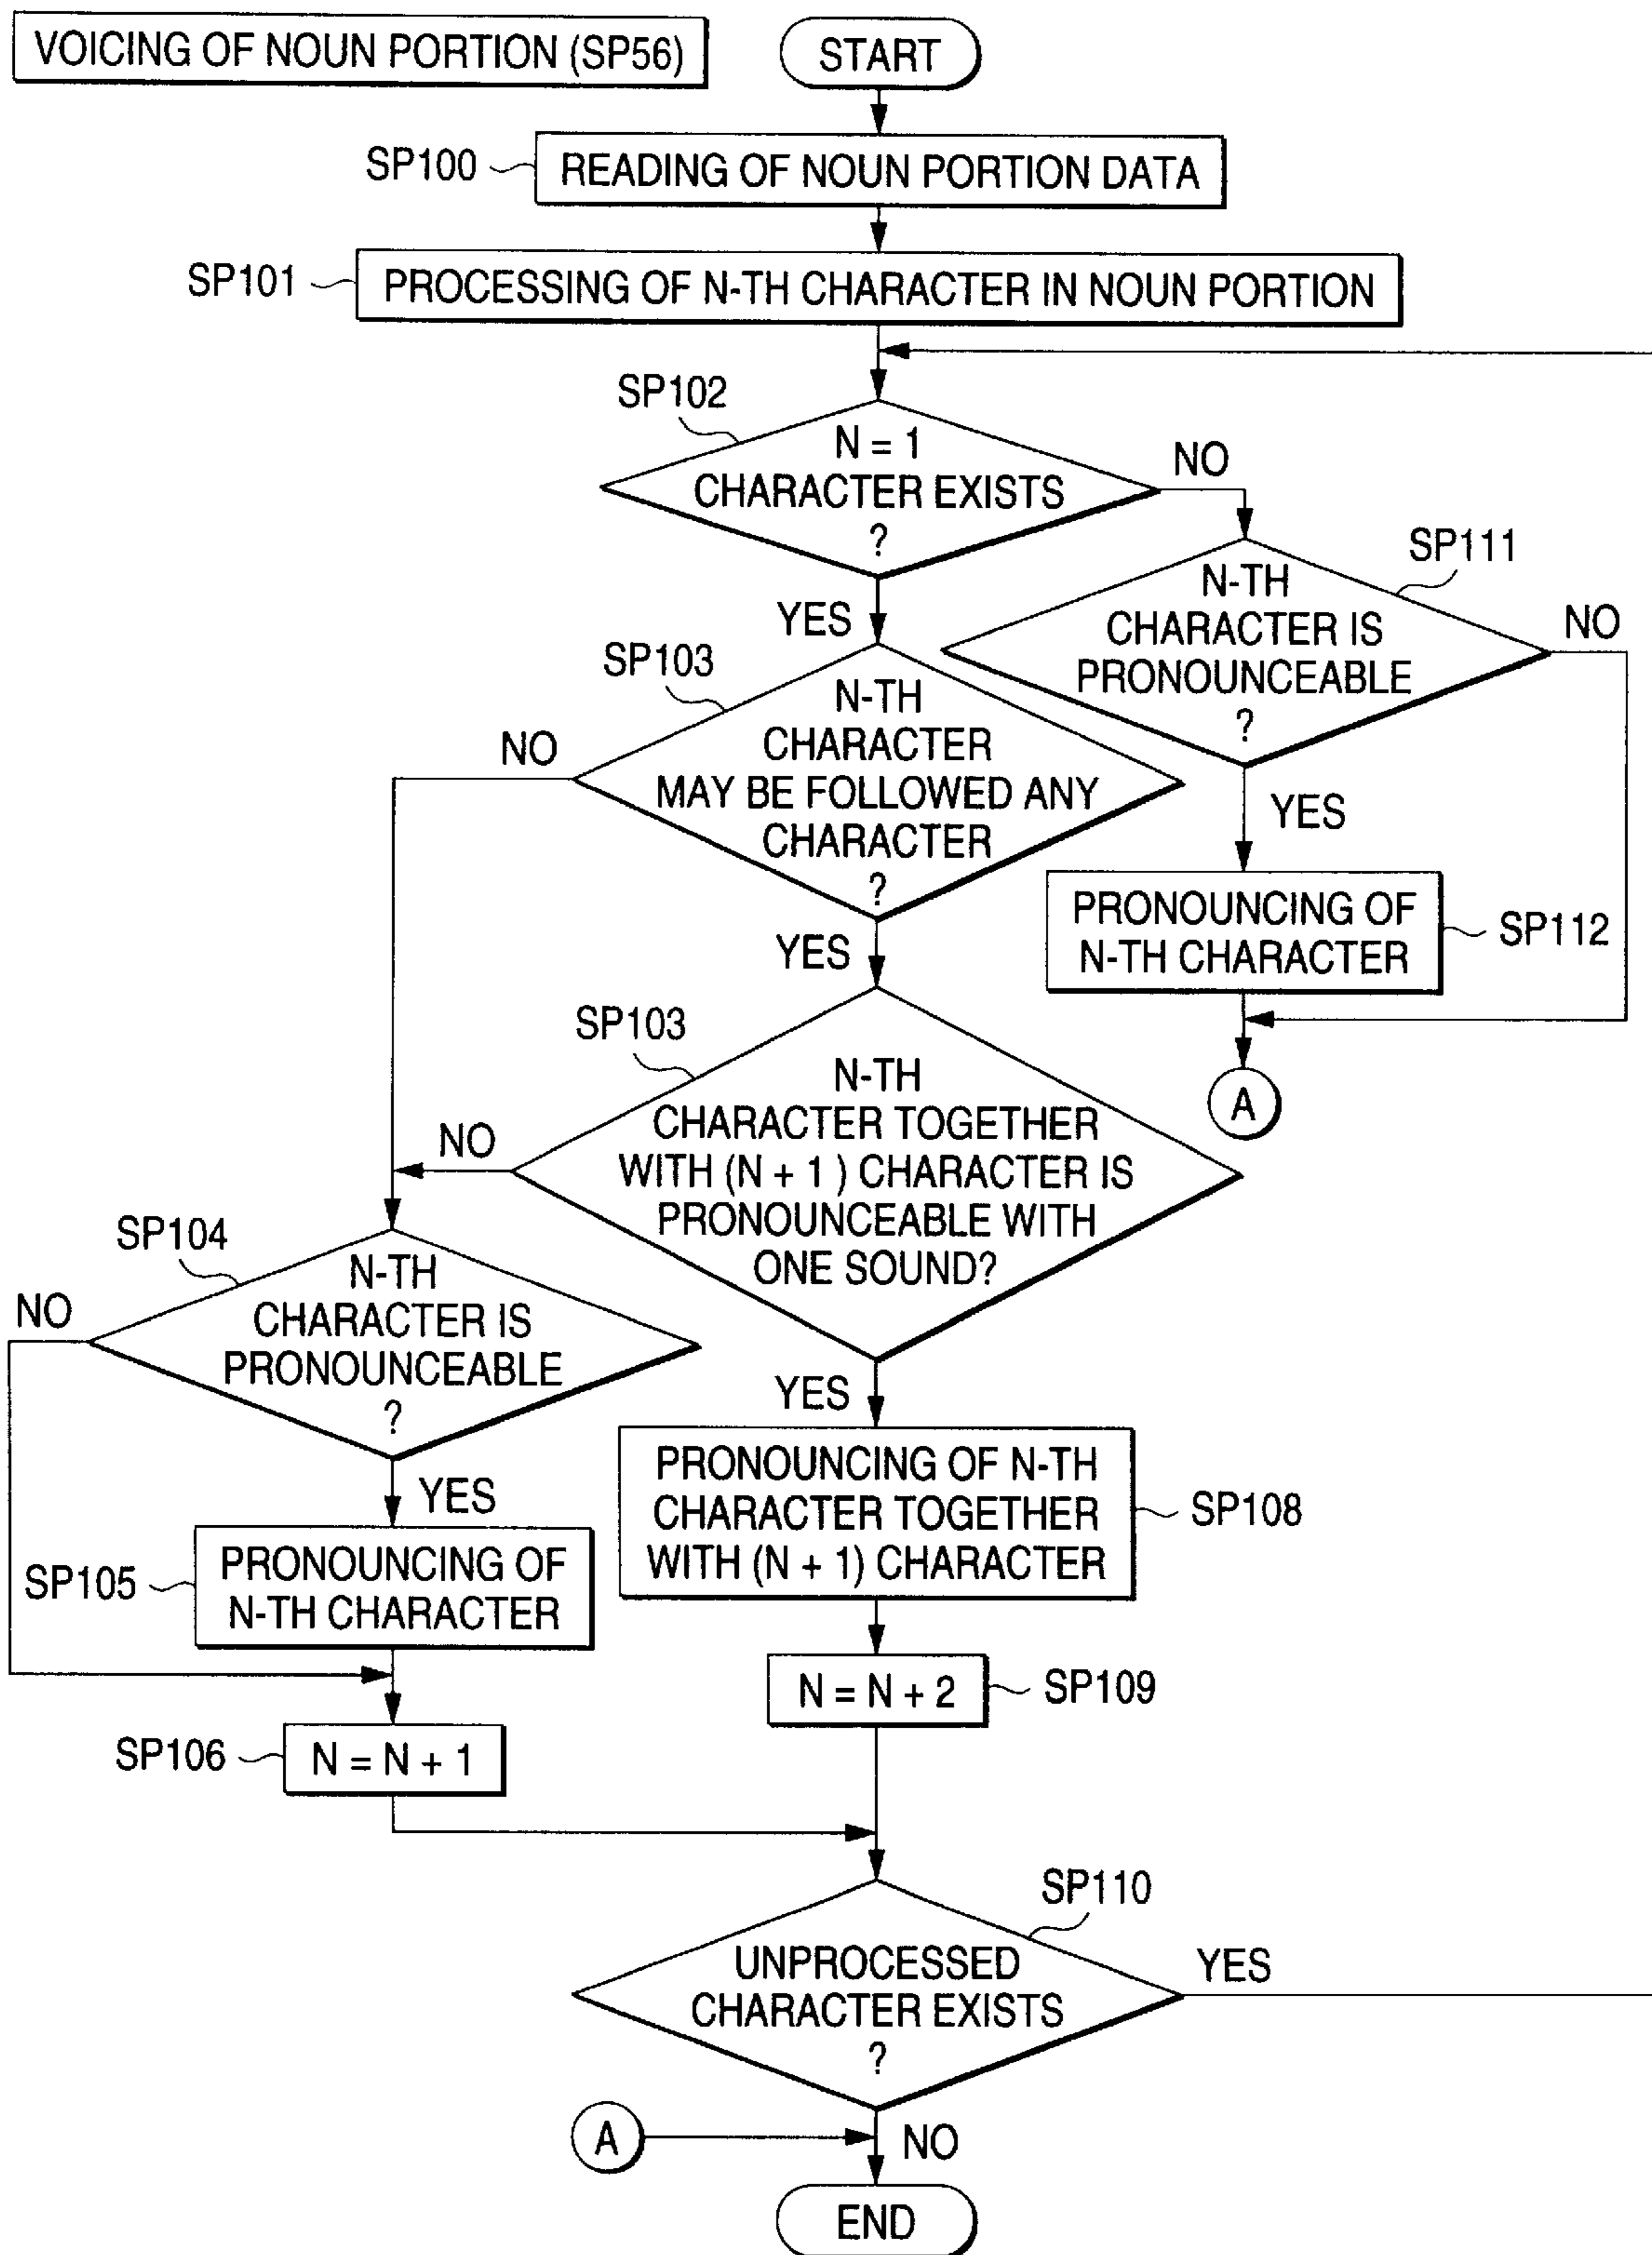 VOICING OF NOUN PORTION (SP56)
START
SP100
READING OF NOUN PORTION DATA
SP101
PROCESSING OF N-TH CHARACTER IN NOUN PORTION
SP102
N = 1
CHARACTER EXISTS
?
NO
YES
SP111
N-TH
CHARACTER IS
PRONOUNCEABLE
?
NO
YES
PRONOUNCING OF
N-TH CHARACTER
SP112
A
SP103
N-TH
CHARACTER
MAY BE FOLLOWED ANY
CHARACTER
?
NO
YES
SP103
N-TH
CHARACTER TOGETHER
WITH (N + 1 ) CHARACTER IS
PRONOUNCEABLE WITH
ONE SOUND?
NO
YES
SP104
N-TH
CHARACTER IS
PRONOUNCEABLE
?
NO
YES
SP105
PRONOUNCING OF
N-TH CHARACTER
SP106
N = N + 1
PRONOUNCING OF N-TH
CHARACTER TOGETHER
WITH (N + 1) CHARACTER
SP108
N = N + 2
SP109
SP110
UNPROCESSED
CHARACTER EXISTS
?
YES
A
NO
END